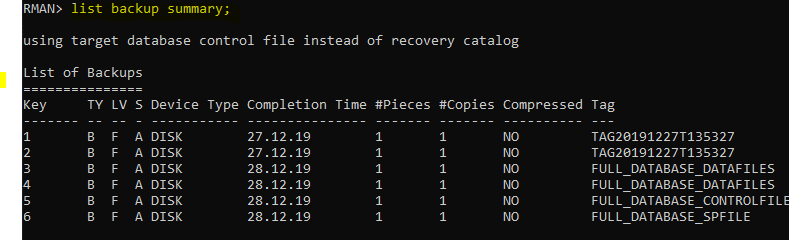 RMAN> list backup summary;
using target database control file instead of recovery catalog
List of Backups
===============
Key     TY LV S Device Type Completion Time #Pieces #Copies Compressed Tag
------- -- -- - ----------- --------------- ------- ------- ---------- ---
1       B  F  A DISK        27.12.19        1       1       NO         TAG20191227T135327
2       B  F  A DISK        27.12.19        1       1       NO         TAG20191227T135327
3       B  F  A DISK        28.12.19        1       1       NO         FULL_DATABASE_DATAFILES
4       B  F  A DISK        28.12.19        1       1       NO         FULL_DATABASE_DATAFILES
5       B  F  A DISK        28.12.19        1       1       NO         FULL_DATABASE_CONTROLFILE
6       B  F  A DISK        28.12.19        1       1       NO         FULL_DATABASE_SPFILE